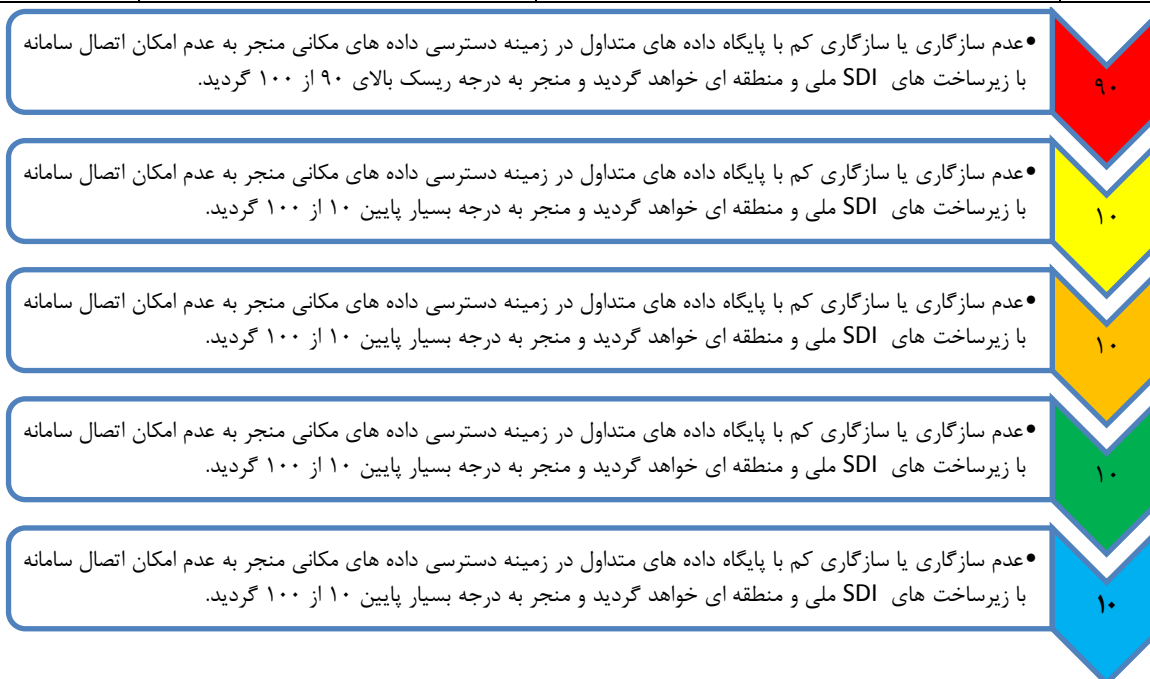 •عدم سازگاری یا سازگاری کم با پایگاه داده های متداول در زمینه دسترسی داده های مکانی منجر به عدم امکان اتصال سامانه
با زیرساخت های SDI ملی و منطقه ای خواهد گردید و منجر به درجه ریسک بالای ۹۰ از ۱۰۰ گردید.
۹۰
•عدم سازگاری یا سازگاری کم با پایگاه داده های متداول در زمینه دسترسی داده های مکانی منجر به عدم امکان اتصال سامانه
با زیرساخت های SDI ملی و منطقه ای خواهد گردید و منجر به درجه بسیار پایین ۱۰ از ۱۰۰ گردید.
۱۰
•عدم سازگاری یا سازگاری کم با پایگاه داده های متداول در زمینه دسترسی داده های مکانی منجر به عدم امکان اتصال سامانه
با زیرساخت های SDI ملی و منطقه ای خواهد گردید و منجر به درجه بسیار پایین ۱۰ از ۱۰۰ گردید.
۱۰
•عدم سازگاری یا سازگاری کم با پایگاه داده های متداول در زمینه دسترسی داده های مکانی منجر به عدم امکان اتصال سامانه
با زیرساخت های SDI ملی و منطقه ای خواهد گردید و منجر به درجه بسیار پایین ۱۰ از ۱۰۰ گردید.
۱۰
•عدم سازگاری یا سازگاری کم با پایگاه داده های متداول در زمینه دسترسی داده های مکانی منجر به عدم امکان اتصال سامانه
با زیرساخت های SDI ملی و منطقه ای خواهد گردید و منجر به درجه بسیار پایین ۱۰ از ۱۰۰ گردید.
۱۰